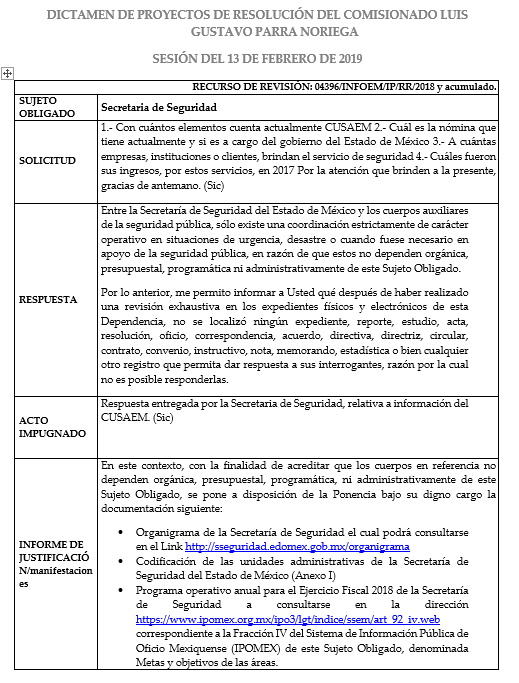 DICTAMEN DE PROYECTOS DE RESOLUCIÓN DEL COMISIONADO LUIS
GUSTAVO PARRA NORIEGA
SESIÓN DEL 13 DE FEBRERO DE 2019
RECURSO DE REVISIÓN: 04396/INFOEM/IP/RR/2018 y acumulado.
SUJETO
OBLIGADO
Secretaria de Seguridad
SOLICITUD
1.- Con cuántos elementos cuenta actualmente CUSAEM 2.- Cuál es la nómina que
tiene actualmente y si es a cargo del gobierno del Estado de México 3.- A cuántas
empresas, instituciones o clientes, brindan el servicio de seguridad 4.- Cuáles fueron
sus ingresos, por estos servicios, en 2017 Por la atención que brinden a la presente,
gracias de antemano. (Sic)
RESPUESTA
Entre la Secretaría de Seguridad del Estado de México y los cuerpos auxiliares
de la seguridad pública, sólo existe una coordinación estrictamente de carácter
operativo en situaciones de urgencia, desastre o cuando fuese necesario en
apoyo de la seguridad pública, en razón de que estos no dependen orgánica,
presupuestal, programática ni administrativamente de este Sujeto Obligado.
Por lo anterior, me permito informar a Usted qué después de haber realizado
una revisión exhaustiva en los expedientes físicos y electrónicos de esta
Dependencia, no se localizó ningún expediente, reporte, estudio, acta,
resolución, oficio, correspondencia, acuerdo, directiva, directriz, circular,
contrato, convenio, instructivo, nota, memorando, estadística o bien cualquier
otro registro que permita dar respuesta a sus interrogantes, razón por la cual
no es posible responderlas.
ACTO
IMPUGNADO
Respuesta entregada por la Secretaria de Seguridad, relativa a información del
CUSAEM. (Sic)
INFORME DE
JUSTIFICACIÓ
N/manifestacion
es
En este contexto, con la finalidad de acreditar que los cuerpos en referencia no
dependen orgánica, presupuestal, programática, ni administrativamente de este
Sujeto Obligado, se pone a disposición de la Ponencia bajo su digno cargo la
documentación siguiente:
• Organigrama de la Secretaría de Seguridad el cual podrá consultarse
en el Link http://sseguridad.edomex.gob.mx/organigrama
• Codificación de las unidades administrativas de la Secretaría de
Seguridad del Estado de México (Anexo I)
• Programa operativo anual para el Ejercicio Fiscal 2018 de la Secretaría
de Seguridad a consultarse en la dirección
https://www.ipomex.org.mx/ipo3/lgt/indice/ssem/art_92_iv.web
correspondiente a la Fracción IV del Sistema de Información Pública de
Oficio Mexiquense (IPOMEX) de este Sujeto Obligado, denominada
Metas y objetivos de las áreas.